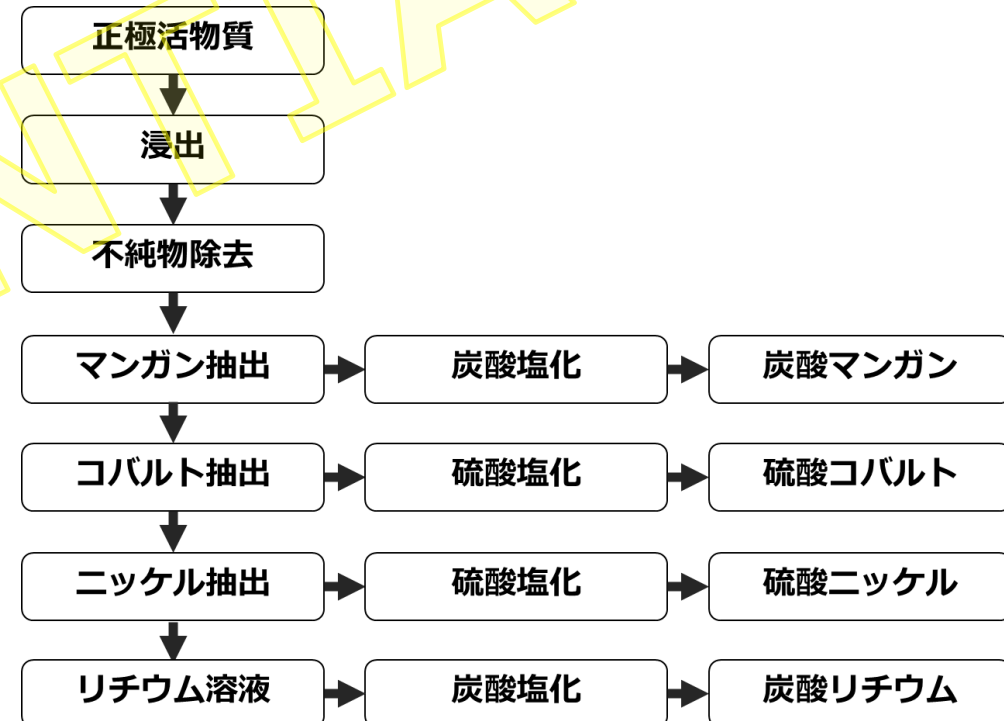 正極活物質
浸出
不純物除去
マンガン抽出
炭酸塩化
炭酸マンガン
コバルト抽出
硫酸塩化
硫酸コバルト
ニッケル抽出
硫酸塩化
硫酸ニッケル
リチウム溶液
炭酸塩化
炭酸リチウム
NTIA